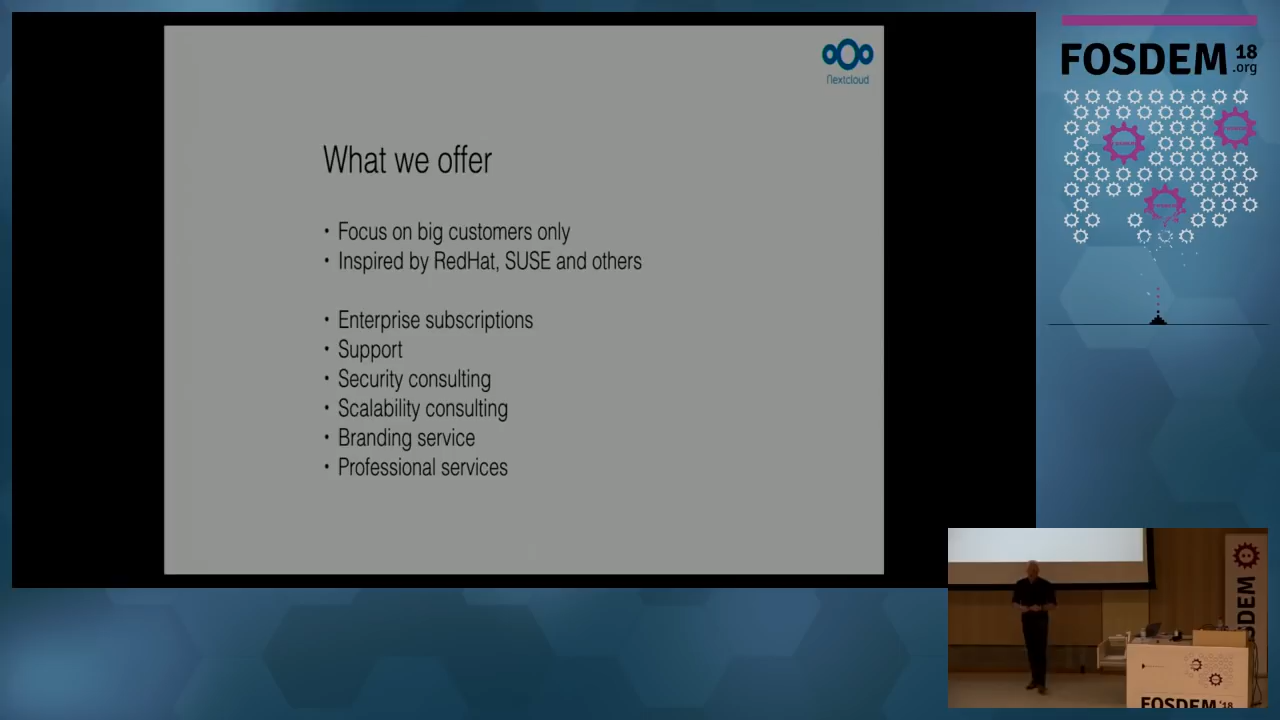 nextcloud
What we offer
• Focus on big customers only
• Inspired by RedHat, SUSE and others
• Enterprise subscriptions
• Support
• Security consulting
• Scalability consulting
• Branding service
• Professional services
FOSDEM 18
.org
FOSDEM
FOSDEM '18